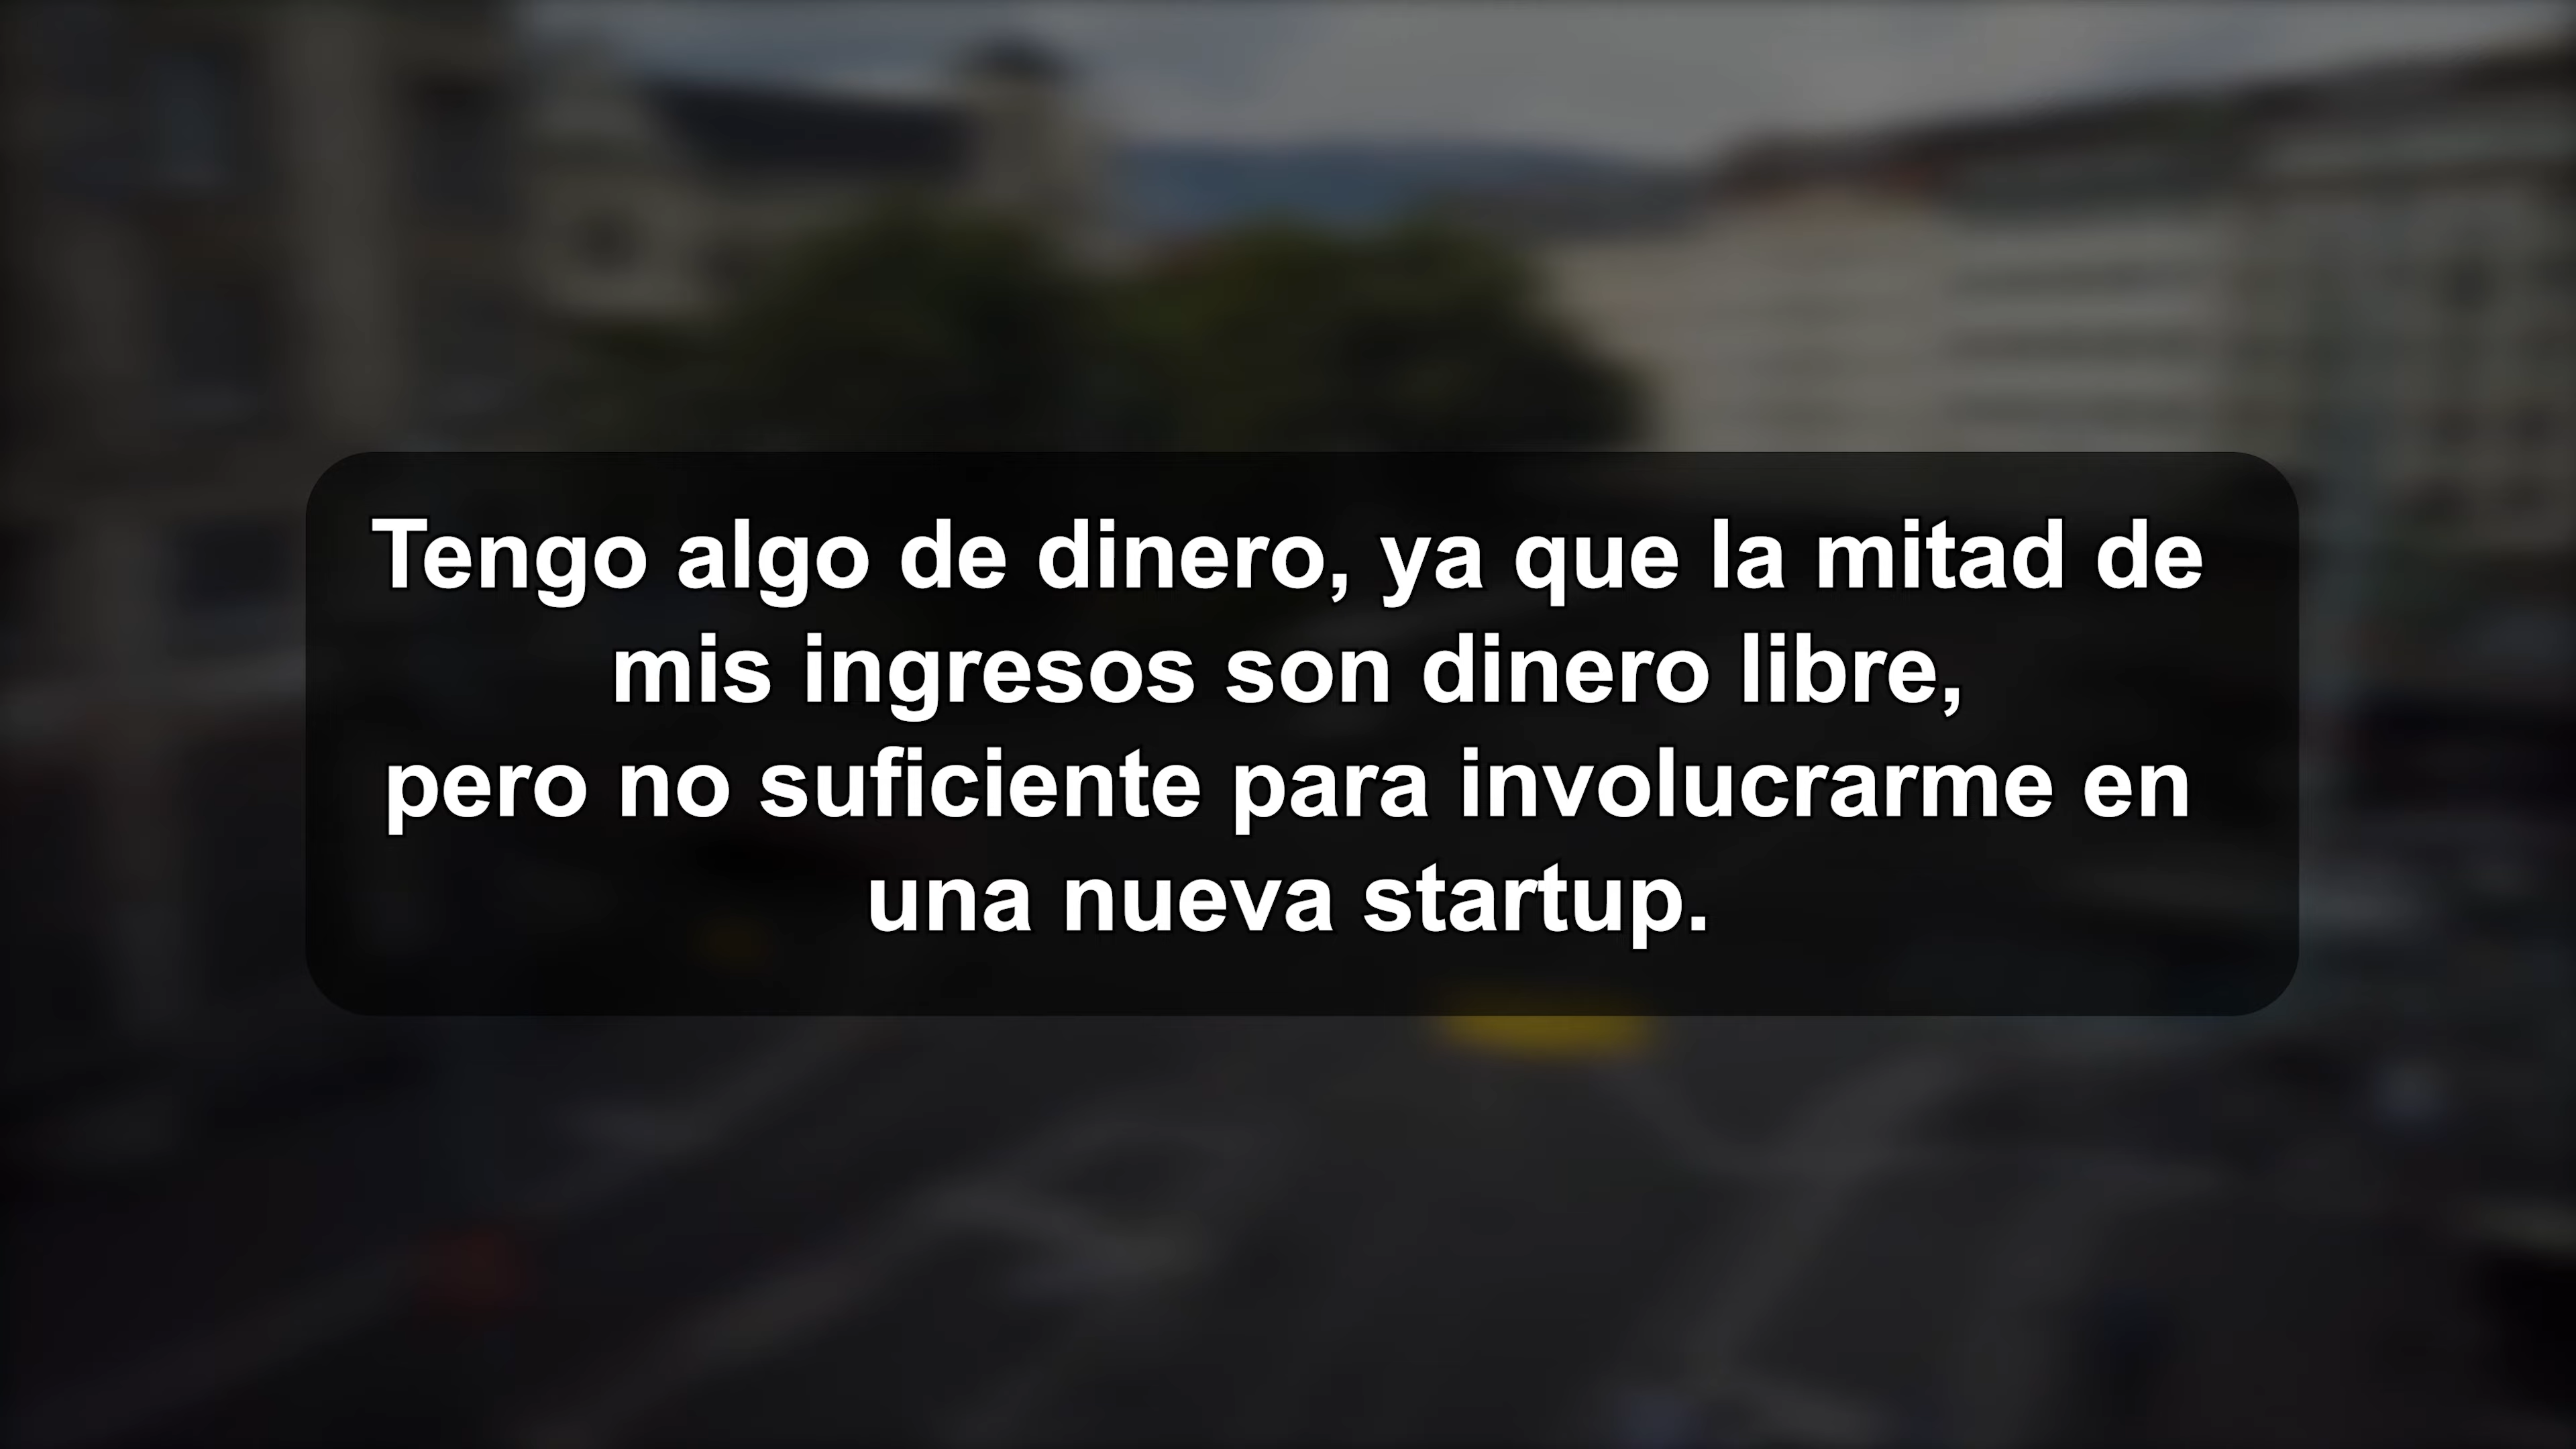 Tengo algo de dinero, ya que la mitad de
mis ingresos son dinero libre,
pero no suficiente para involucrarme en
una nueva startup.